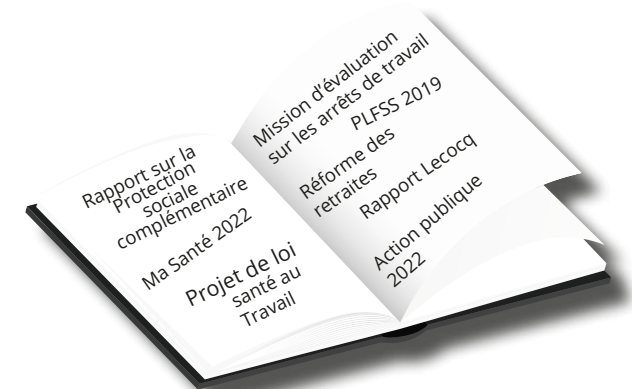 Rapport sur la
Protection
sociale
complémentaire
Ma Santé 2022
Projet de loi
santé au
Travail
Mission d'évaluation
sur les arrêts de travail
PLFSS 2019
Réforme des
retraites
Rapport Lecocq
Action publique
2022